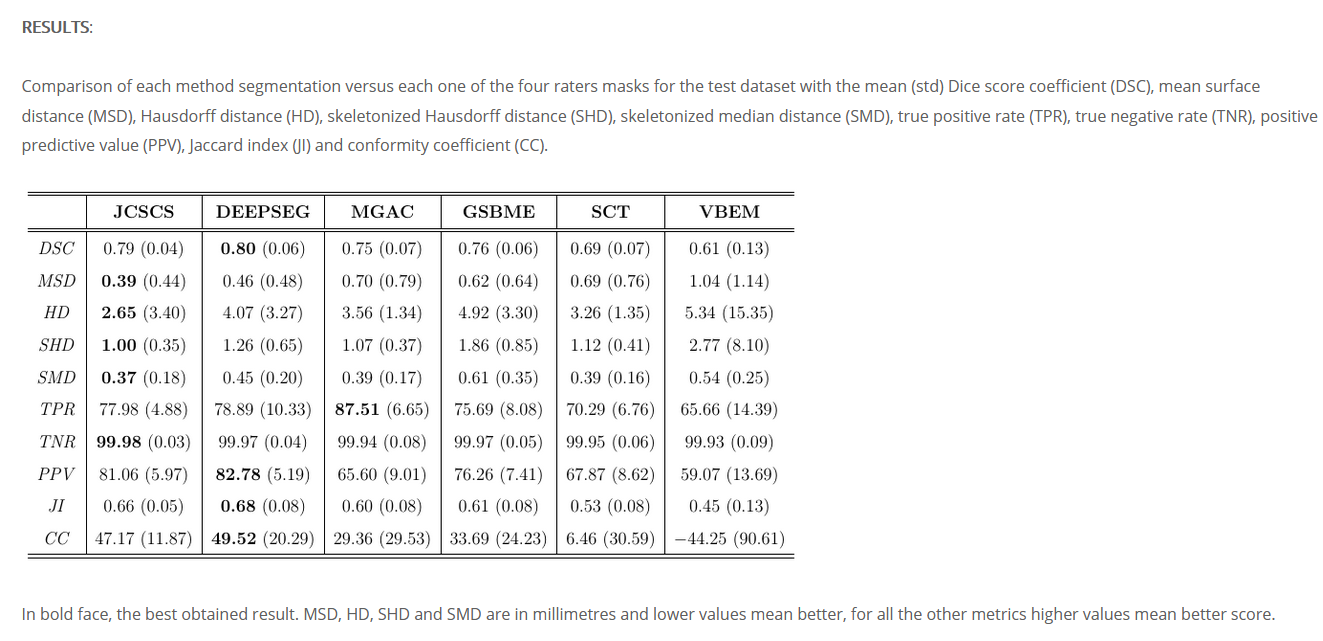 RESULTS:
Comparison of each method segmentation versus each one of the four raters masks for the test dataset with the mean (std) Dice score coefficient (DSC), mean surface
distance (MSD), Hausdorff distance (HD), skeletonized Hausdorff distance (SHD), skeletonized median distance (SMD), true positive rate (TPR), true negative rate (TNR), positive
predictive value (PPV), Jaccard index (JI) and conformity coefficient (CC).
JCSCS DEEPSEG MGAC GSBME SCT VBEM
DSC 0.79 (0.04) 0.80 (0.06) 0.75 (0.07) 0.76 (0.06) 0.69 (0.07) 0.61 (0.13)
MSD 0.39 (0.44) 0.46 (0.48) 0.70 (0.79) 0.62 (0.64) 0.69 (0.76) 1.04 (1.14)
HD 2.65 (3.40) 4.07 (3.27) 3.56 (1.34) 4.92 (3.30) 3.26 (1.35) 5.34 (15.35)
SHD 1.00 (0.35) 1.26 (0.65) 1.07 (0.37) 1.86 (0.85) 1.12 (0.41) 2.77 (8.10)
SMD 0.37 (0.18) 0.45 (0.20) 0.39 (0.17) 0.61 (0.35) 0.39 (0.16) 0.54 (0.25)
TPR 77.98 (4.88) 78.89 (10.33) 87.51 (6.65) 75.69 (8.08) 70.29 (6.76) 65.66 (14.39)
TNR 99.98 (0.03) 99.97 (0.04) 99.94 (0.08) 99.97 (0.05) 99.95 (0.06) 99.93 (0.09)
PPV 81.06 (5.97) 82.78 (5.19) 65.60 (9.01) 76.26 (7.41) 67.87 (8.62) 59.07 (13.69)
JI 0.66 (0.05) 0.68 (0.08) 0.60 (0.08) 0.61 (0.08) 0.53 (0.08) 0.45 (0.13)
CC 47.17 (11.87) 49.52 (20.29) 29.36 (29.53) 33.69 (24.23) 6.46 (30.59) −44.25 (90.61)
In bold face, the best obtained result. MSD, HD, SHD and SMD are in millimetres and lower values mean better, for all the other metrics higher values mean better score.